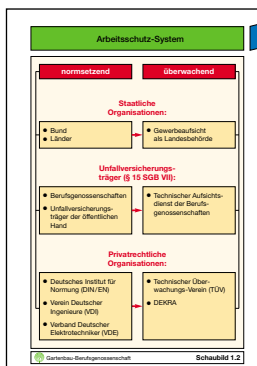 Arbeitsschutz-System
normsetzend
überwachend
Staatliche
Organisationen:
● Bund
● Länder
● Gewerbeaufsicht
als Landesbehörde
Unfallversicherungs-
träger (§ 15 SGB VII):
● Berufsgenossenschaften
● Unfallversicherungs-
träger der öffentlichen
Hand
● Technischer Aufsichts-
dienst der Berufs-
genossenschaften
Privatrechtliche
Organisationen:
● Deutsches Institut für
Normung (DIN/EN)
● Verein Deutscher
Ingenieure (VDI)
● Verband Deutscher
Elektrotechniker (VDE)
● Technischer Über-
wachungs-Verein (TÜV)
● DEKRA
Gartenbau-Berufsgenossenschaft
Schaubild 1.2